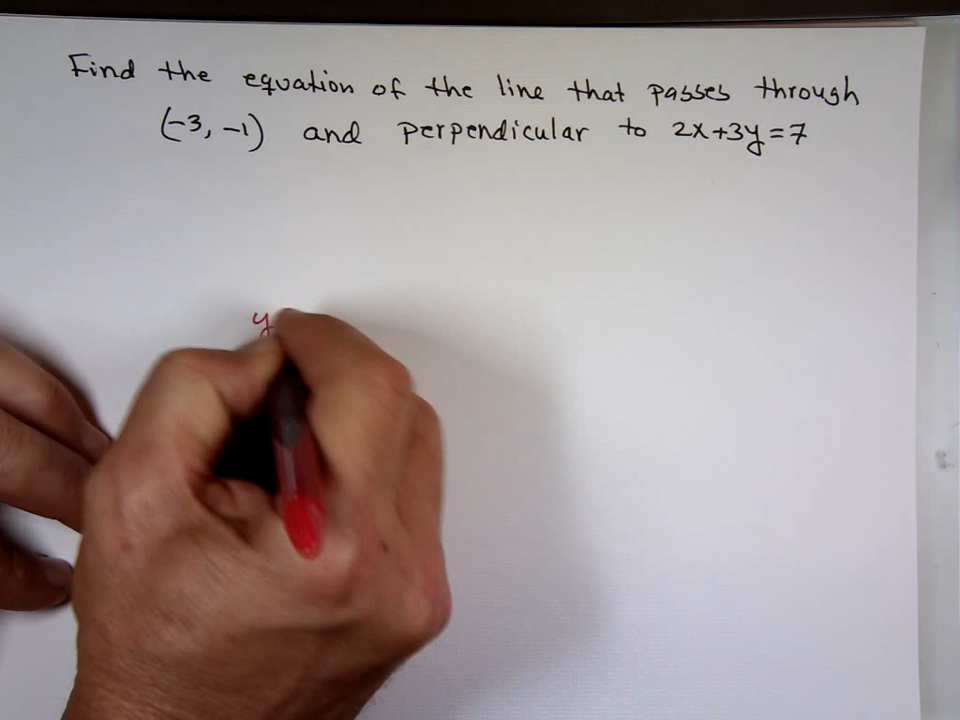 Find the equation of the line that passes through
(-3, -1) and perpendicular to 2x+3y=7
y